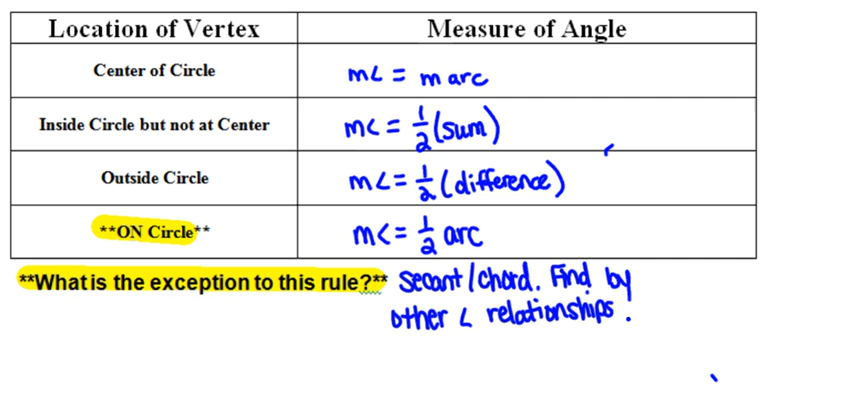 Location of Vertex Measure of Angle
Center of Circle m∠ = m arc
Inside Circle but not at Center m∠ = 1/2 (sum)
Outside Circle m∠ = 1/2 (difference)
**ON Circle** m∠ = 1/2 arc
**What is the exception to this rule?** Secant/chord. Find by
other ∠ relationships.